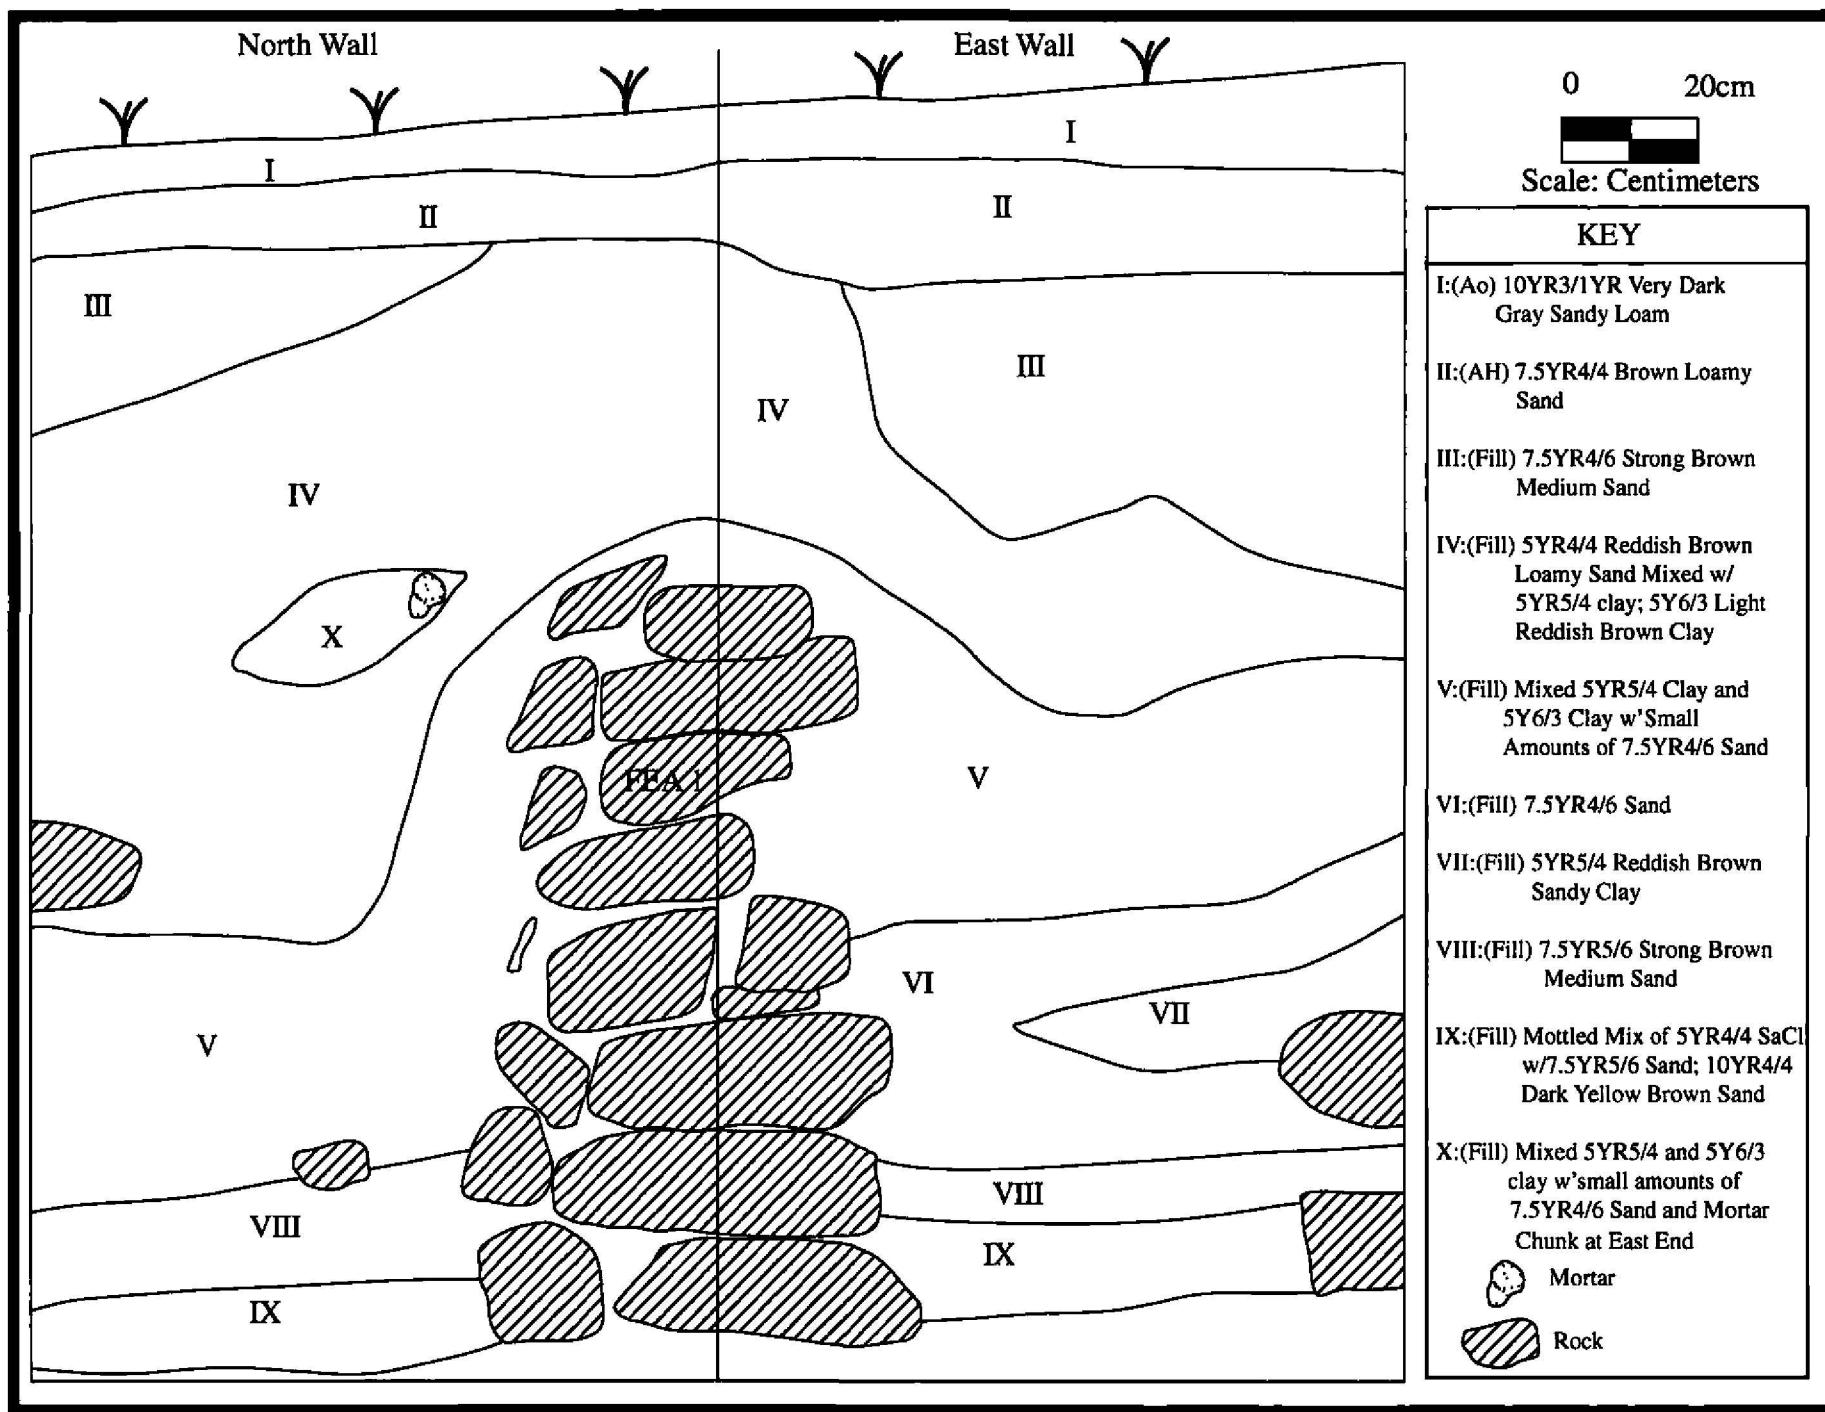 North Wall
East Wall
0 20cm
Scale: Centimeters
I
I
II
II
III
III
IV
IV
X
FEA 1
V
V
VI
VII
VIII
VIII
IX
IX
KEY
I:(Ao) 10YR3/1YR Very Dark
Gray Sandy Loam
II:(AH) 7.5YR4/4 Brown Loamy
Sand
III:(Fill) 7.5YR4/6 Strong Brown
Medium Sand
IV:(Fill) 5YR4/4 Reddish Brown
Loamy Sand Mixed w/
5YR5/4 clay; 5Y6/3 Light
Reddish Brown Clay
V:(Fill) Mixed 5YR5/4 Clay and
5Y6/3 Clay w'Small
Amounts of 7.5YR4/6 Sand
VI:(Fill) 7.5YR4/6 Sand
VII:(Fill) 5YR5/4 Reddish Brown
Sandy Clay
VIII:(Fill) 7.5YR5/6 Strong Brown
Medium Sand
IX:(Fill) Mottled Mix of 5YR4/4 SaCl
w/7.5YR5/6 Sand; 10YR4/4
Dark Yellow Brown Sand
X:(Fill) Mixed 5YR5/4 and 5Y6/3
clay w'small amounts of
7.5YR4/6 Sand and Mortar
Chunk at East End
Mortar
Rock